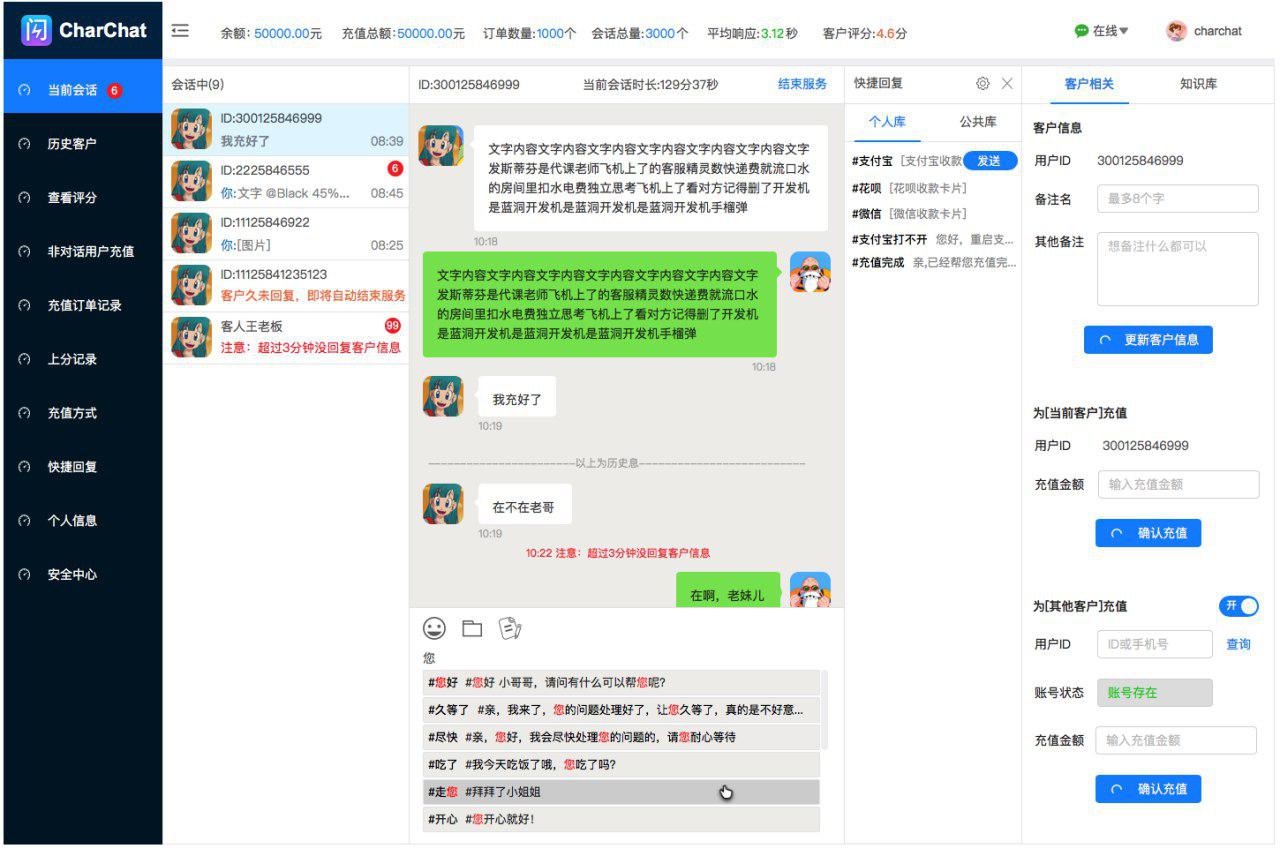 闪 CharChat
余额：50000.00元 充值总额:50000.00元 订单数量:1000个 会话总量:3000个 平均响应:3.12秒 客户评分:4.6分
在线 charchat
当前会话 6
历史客户
查看评分
非对话用户充值
充值订单记录
上分记录
充值方式
快捷回复
个人信息
安全中心
会话中(9)
ID:300125846999
我充好了 08:39
ID:2225846555 6
你:文字 @Black 45%... 08:45
ID:11125846922
你:[图片] 08:25
ID:11125841235123
客户久未回复，即将自动结束服务
客人王老板 99
注意：超过3分钟没回复客户信息
ID:300125846999 当前会话时长:129分37秒 结束服务
文字内容文字内容文字内容文字内容文字内容文字内容文字
发斯蒂芬是代课老师飞机上了的客服精灵数快递费就流口水
的房间里扣水电费独立思考飞机上了看对方记得删了开发机
是蓝洞开发机是蓝洞开发机是蓝洞开发机手榴弹
10:18
文字内容文字内容文字内容文字内容文字内容文字内容文字
发斯蒂芬是代课老师飞机上了的客服精灵数快递费就流口水
的房间里扣水电费独立思考飞机上了看对方记得删了开发机
是蓝洞开发机是蓝洞开发机是蓝洞开发机手榴弹
10:18
我充好了
10:19
以上为历史息
在不在老哥
10:19
10:22 注意：超过3分钟没回复客户信息
在啊，老妹儿
您
#您好 #您好 小哥哥，请问有什么可以帮您呢?
#久等了 #亲，我来了，您的问题处理好了，让您久等了，真的是不好意...
#尽快 #亲，您好，我会尽快处理您的问题的，请您耐心等待
#吃了 #我今天吃饭了哦，您吃了吗?
#走您 #拜拜了小姐姐
#开心 #您开心就好!
快捷回复
个人库 公共库
#支付宝 [支付宝收款 发送
#花呗 [花呗收款卡片]
#微信 [微信收款卡片]
#支付宝打不开 您好，重启支...
#充值完成 亲,已经帮您充值完...
客户相关 知识库
客户信息
用户ID 300125846999
备注名 最多8个字
其他备注 想备注什么都可以
更新客户信息
为[当前客户]充值
用户ID 300125846999
充值金额 输入充值金额
确认充值
为[其他客户]充值 开
用户ID ID或手机号 查询
账号状态 账号存在
充值金额 输入充值金额
确认充值